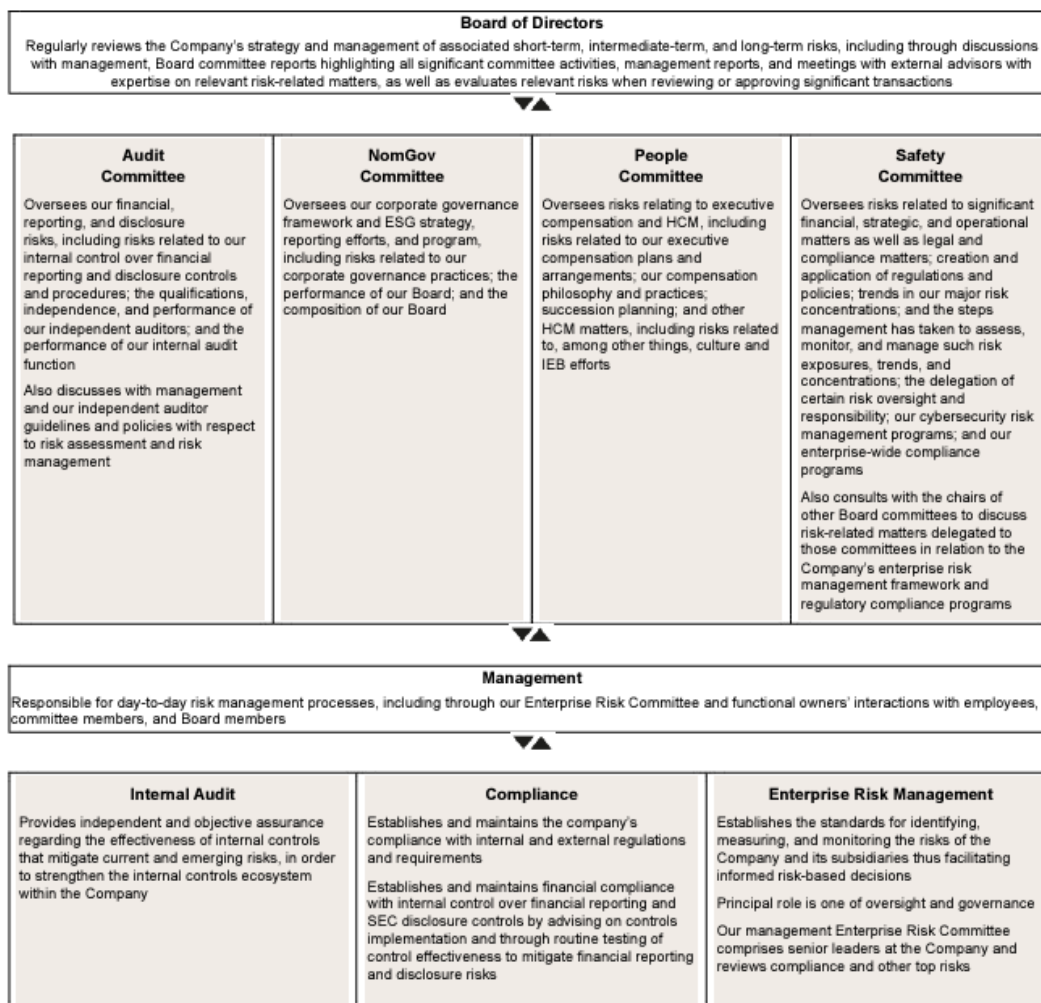 Board of Directors
Regularly reviews the Company's strategy and management of associated short-term, intermediate-term, and long-term risks, including through discussions
with management, Board committee reports highlighting all significant committee activities, management reports, and meetings with external advisors with
expertise on relevant risk-related matters, as well as evaluates relevant risks when reviewing or approving significant transactions
Audit
Committee
Oversees our financial,
reporting, and disclosure
risks, including risks related to our
internal control over financial
reporting and disclosure controls
and procedures; the qualifications,
independence, and performance of
our independent auditors; and the
performance of our internal audit
function
Also discusses with management
and our independent auditor
guidelines and policies with respect
to risk assessment and risk
management
NomGov
Committee
Oversees our corporate governance
framework and ESG strategy,
reporting efforts, and program,
including risks related to our
corporate governance practices; the
performance of our Board; and the
composition of our Board
People
Committee
Oversees risks relating to executive
compensation and HCM, including
risks related to our executive
compensation plans and
arrangements; our compensation
philosophy and practices;
succession planning; and other
HCM matters, including risks related
to, among other things, culture and
IEB efforts
Safety
Committee
Oversees risks related to significant
financial, strategic, and operational
matters as well as legal and
compliance matters; creation and
application of regulations and
policies; trends in our major risk
concentrations; and the steps
management has taken to assess,
monitor, and manage such risk
exposures, trends, and
concentrations; the delegation of
certain risk oversight and
responsibility; our cybersecurity risk
management programs; and our
enterprise-wide compliance
programs
Also consults with the chairs of
other Board committees to discuss
risk-related matters delegated to
those committees in relation to the
Company's enterprise risk
management framework and
regulatory compliance programs
Management
Responsible for day-to-day risk management processes, including through our Enterprise Risk Committee and functional owners' interactions with employees,
committee members, and Board members
Internal Audit
Provides independent and objective assurance
regarding the effectiveness of internal controls
that mitigate current and emerging risks, in order
to strengthen the internal controls ecosystem
within the Company
Compliance
Establishes and maintains the company's
compliance with internal and external regulations
and requirements
Establishes and maintains financial compliance
with internal control over financial reporting and
SEC disclosure controls by advising on controls
implementation and through routine testing of
control effectiveness to mitigate financial reporting
and disclosure risks
Enterprise Risk Management
Establishes the standards for identifying,
measuring, and monitoring the risks of the
Company and its subsidiaries thus facilitating
informed risk-based decisions
Principal role is one of oversight and governance
Our management Enterprise Risk Committee
comprises senior leaders at the Company and
reviews compliance and other top risks